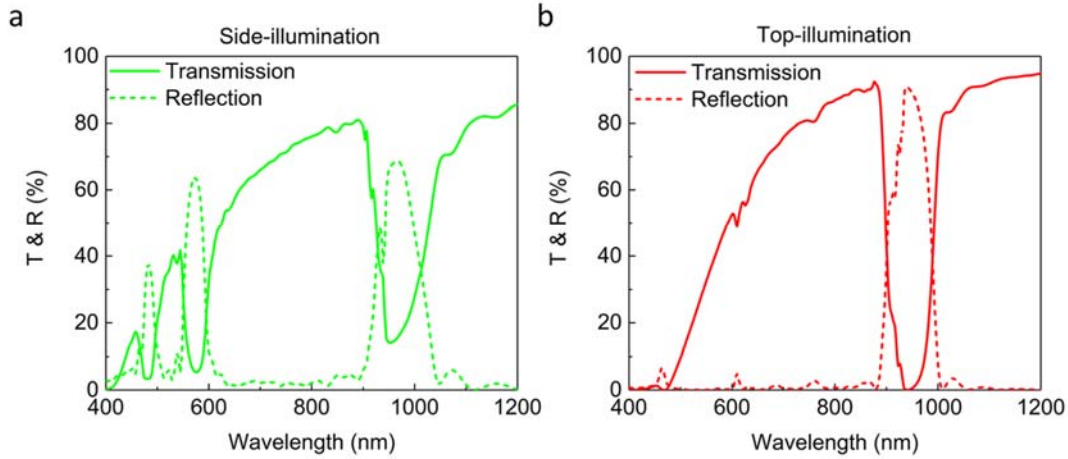 a
Side-illumination
Transmission
Reflection
100
80
60
40
20
0
T & R (%)
400
600
800
1000
1200
Wavelength (nm)
b
Top-illumination
Transmission
Reflection
100
80
60
40
20
0
T & R (%)
400
600
800
1000
1200
Wavelength (nm)